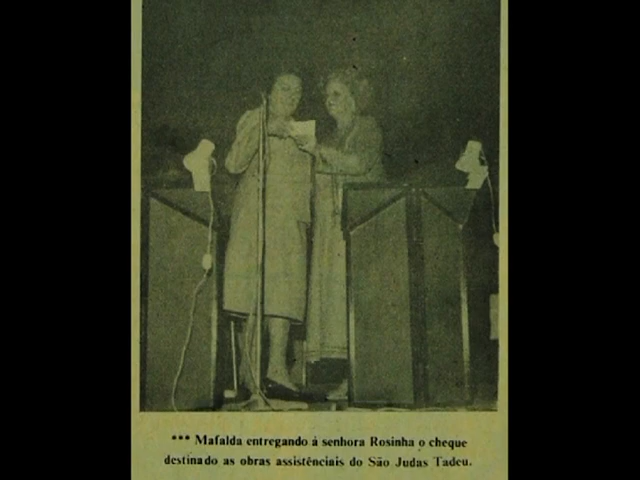 *** Mafalda entregando à senhora Rosinha o cheque
destinado as obras assistênciais do São Judas Tadeu.